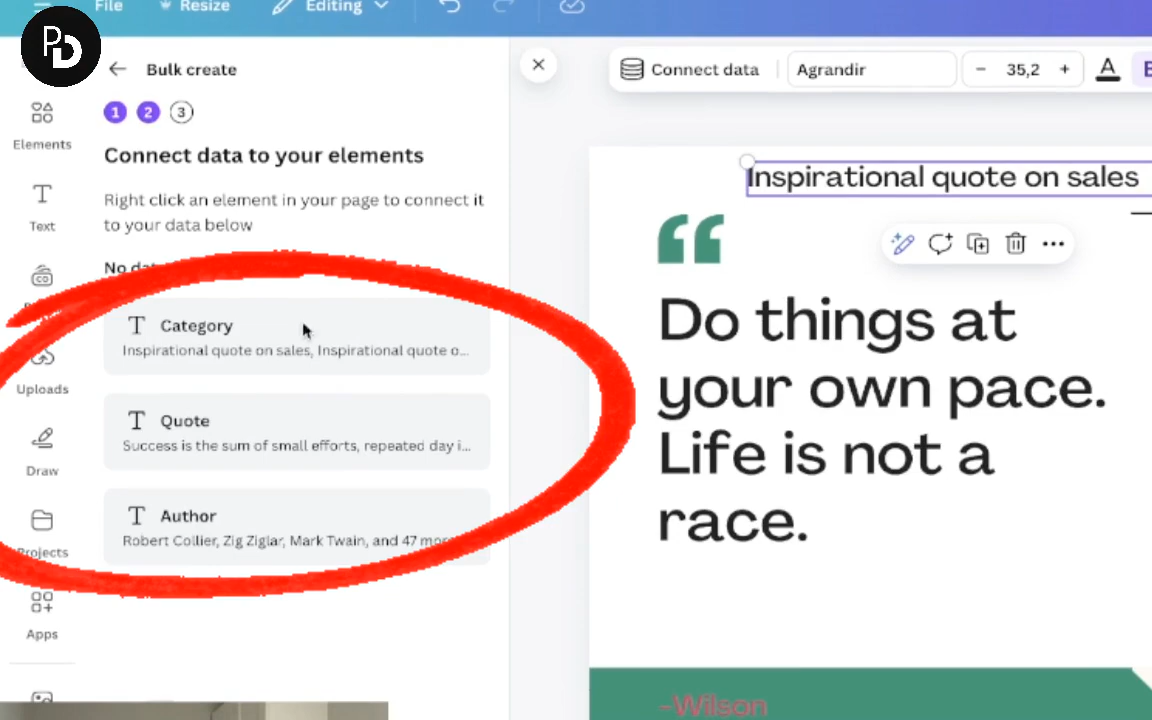 File
Resize
Editing
PD
Bulk create
Connect data
Agrandir
35,2
A
1
2
3
Elements
Connect data to your elements
Right click an element in your page to connect it
to your data below
Text
Inspirational quote on sales
Category
Inspirational quote on sales, Inspirational quote o...
Uploads
Quote
Success is the sum of small efforts, repeated day i...
Draw
Author
Robert Collier, Zig Ziglar, Mark Twain, and 47 more
Projects
Apps
Do things at
your own pace.
Life is not a
race.
-Wilson